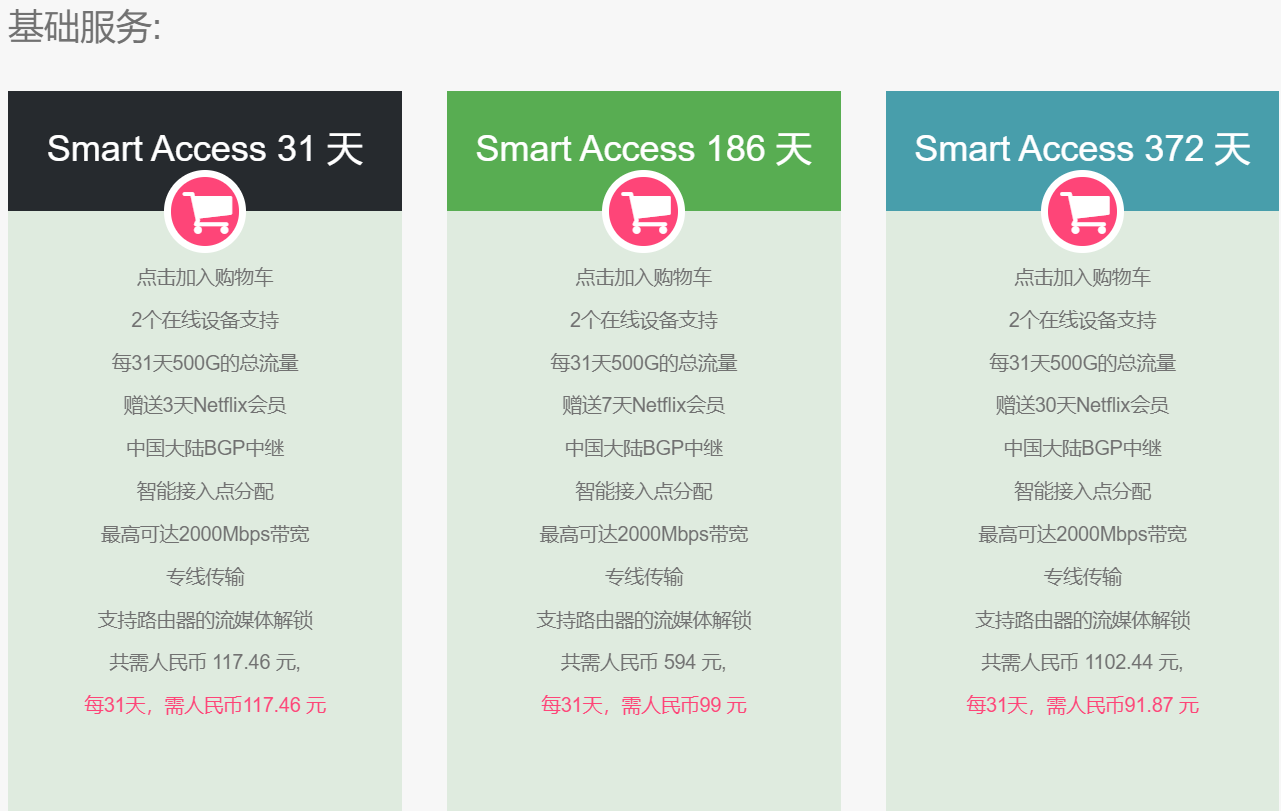 基础服务:
Smart Access 31 天
点击加入购物车
2个在线设备支持
每31天500G的总流量
赠送3天Netflix会员
中国大陆BGP中继
智能接入点分配
最高可达2000Mbps带宽
专线传输
支持路由器的流媒体解锁
共需人民币 117.46 元,
每31天，需人民币117.46 元
Smart Access 186 天
点击加入购物车
2个在线设备支持
每31天500G的总流量
赠送7天Netflix会员
中国大陆BGP中继
智能接入点分配
最高可达2000Mbps带宽
专线传输
支持路由器的流媒体解锁
共需人民币 594 元,
每31天，需人民币99 元
Smart Access 372 天
点击加入购物车
2个在线设备支持
每31天500G的总流量
赠送30天Netflix会员
中国大陆BGP中继
智能接入点分配
最高可达2000Mbps带宽
专线传输
支持路由器的流媒体解锁
共需人民币 1102.44 元,
每31天，需人民币91.87 元